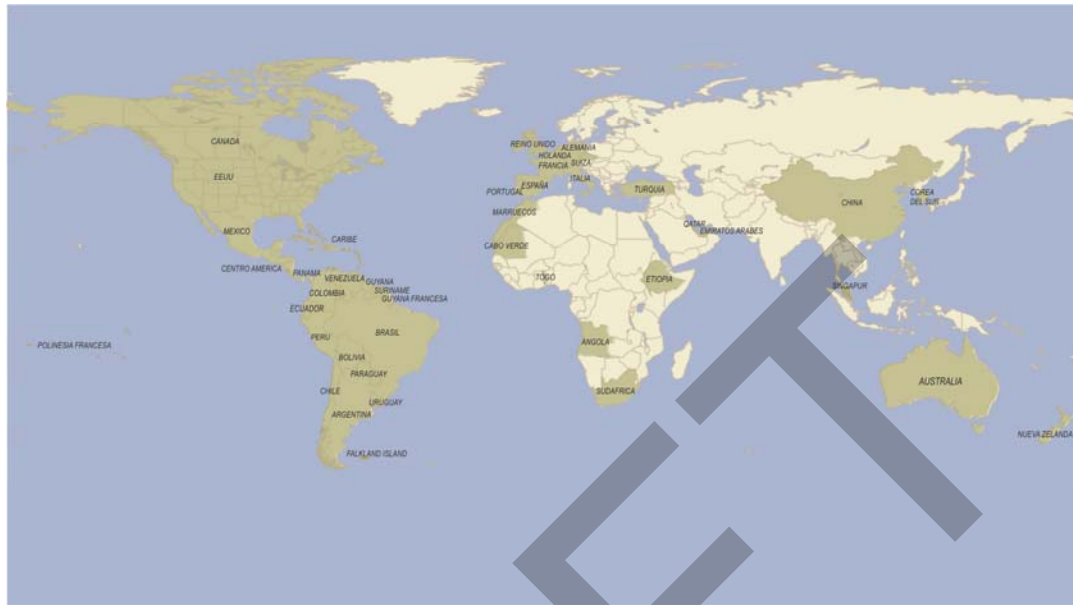 CANADA
EEUU
MEXICO
CARIBE
CENTRO AMERICA
PANAMA
VENEZUELA
GUYANA
SURINAME
GUYANA FRANCESA
COLOMBIA
ECUADOR
BRASIL
PERU
POLINESIA FRANCESA
BOLIVIA
PARAGUAY
CHILE
URUGUAY
ARGENTINA
FALKLAND ISLAND
REINO UNIDO
ALEMANIA
HOLANDA
FRANCIA
SUIZA
ITALIA
ESPAÑA
PORTUGAL
TURQUIA
MARRUECOS
CABO VERDE
TOGO
ETIOPIA
ANGOLA
SUDAFRICA
QATAR
EMIRATOS ARABES
CHINA
COREA
DEL SUR
SINGAPUR
AUSTRALIA
NUEVA ZELANDA